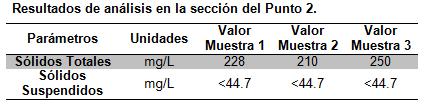 Resultados de análisis en la sección del Punto 2.
Parámetros Unidades Valor Muestra 1 Valor Muestra 2 Valor Muestra 3
Sólidos Totales mg/L 228 210 250
Sólidos Suspendidos mg/L <44.7 <44.7 <44.7